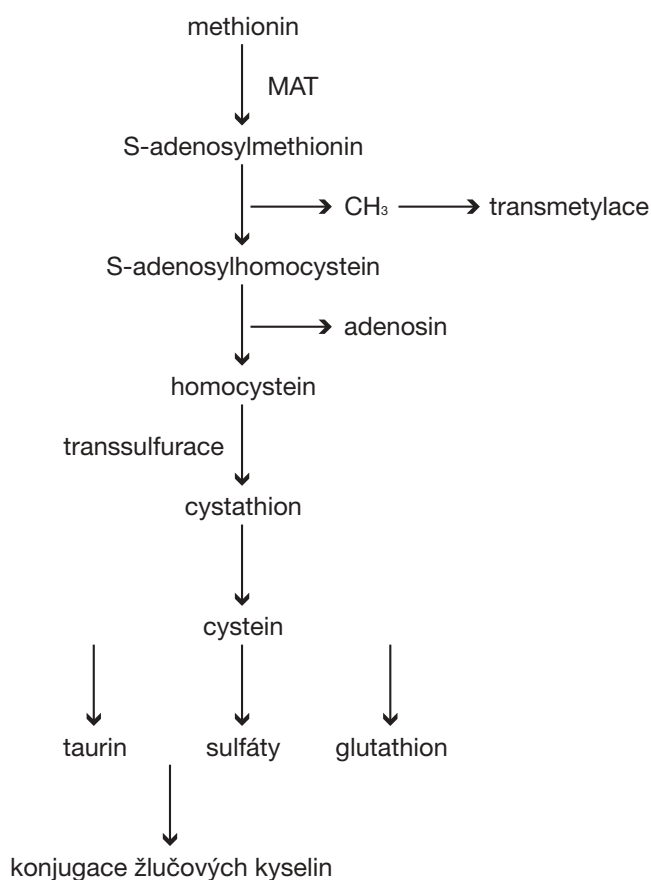 methionin
MAT
S-adenosylmethionin
CH₃ transmetylace
S-adenosylhomocystein
adenosin
homocystein
transsulfurace
cystathion
cystein
taurin sulfáty glutathion
konjugace žlučových kyselin